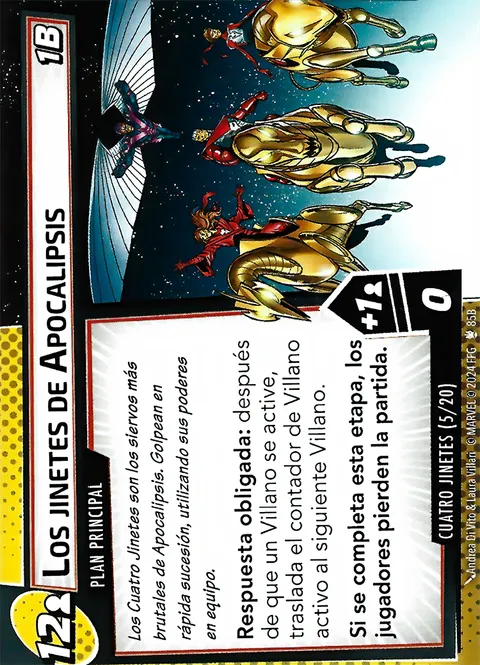 12
LOS JINETES DE APOCALIPSIS
1B
PLAN PRINCIPAL
Los Cuatro Jinetes son los siervos más
brutales de Apocalipsis. Golpean en
rápida sucesión, utilizando sus poderes
en equipo.
Respuesta obligada: después
de que un Villano se active,
traslada el contador de Villano
activo al siguiente Villano.
Si se completa esta etapa, los
jugadores pierden la partida.
+1
0
CUATRO JINETES (5/20)
Andrea Di Vito & Laura Villari © MARVEL © 2024 FFG 85B